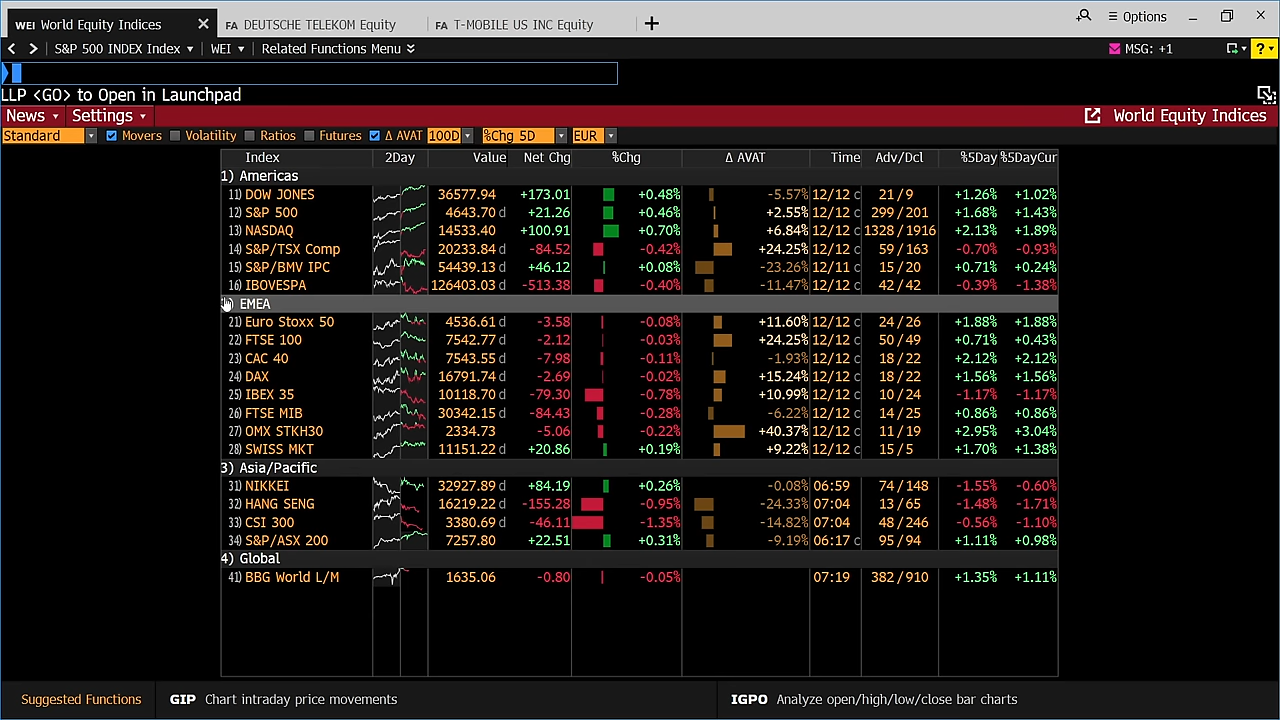 WEI World Equity Indices ✕ FA DEUTSCHE TELEKOM Equity FA T-MOBILE US INC Equity + Options
S&P 500 INDEX Index WEI Related Functions Menu MSG: +1 ?
LLP <GO> to Open in Launchpad
News Settings World Equity Indices
Standard Movers Volatility Ratios Futures Δ AVAT 100D %Chg 5D EUR
Index 2Day Value Net Chg %Chg Δ AVAT Time Adv/Dcl %5Day %5DayCur
1) Americas
11) DOW JONES 36577.94 +173.01 +0.48% -5.57% 12/12 c 21/9 +1.26% +1.02%
12) S&P 500 4643.70 d +21.26 +0.46% +2.55% 12/12 c 299/201 +1.68% +1.43%
13) NASDAQ 14533.40 +100.91 +0.70% +6.84% 12/12 c 1328/1916 +2.13% +1.89%
14) S&P/TSX Comp 20233.84 d -84.52 -0.42% +24.25% 12/12 c 59/163 -0.70% -0.93%
15) S&P/BMV IPC 54439.13 d +46.12 +0.08% -23.26% 12/11 c 15/20 +0.71% +0.24%
16) IBOVESPA 126403.03 d -513.38 -0.40% -11.47% 12/12 c 42/42 -0.39% -1.38%
EMEA
21) Euro Stoxx 50 4536.61 d -3.58 -0.08% +11.60% 12/12 c 24/26 +1.88% +1.88%
22) FTSE 100 7542.77 d -2.12 -0.03% +24.25% 12/12 c 50/49 +0.71% +0.43%
23) CAC 40 7543.55 d -7.98 -0.11% -1.93% 12/12 c 18/22 +2.12% +2.12%
24) DAX 16791.74 d -2.69 -0.02% +15.24% 12/12 c 18/22 +1.56% +1.56%
25) IBEX 35 10118.70 d -79.30 -0.78% +10.99% 12/12 c 10/24 -1.17% -1.17%
26) FTSE MIB 30342.15 d -84.43 -0.28% -6.22% 12/12 c 14/25 +0.86% +0.86%
27) OMX STKH30 2334.73 -5.06 -0.22% +40.37% 12/12 c 11/19 +2.95% +3.04%
28) SWISS MKT 11151.22 d +20.86 +0.19% +9.22% 12/12 c 15/5 +1.70% +1.38%
3) Asia/Pacific
31) NIKKEI 32927.89 d +84.19 +0.26% -0.08% 06:59 74/148 -1.55% -0.60%
32) HANG SENG 16219.22 d -155.28 -0.95% -24.33% 07:04 13/65 -1.48% -1.71%
33) CSI 300 3380.69 d -46.11 -1.35% -14.82% 07:04 48/246 -0.56% -1.10%
34) S&P/ASX 200 7257.80 +22.51 +0.31% -9.19% 06:17 c 95/94 +1.11% +0.98%
4) Global
41) BBG World L/M 1635.06 -0.80 -0.05% 07:19 382/910 +1.35% +1.11%
Suggested Functions GIP Chart intraday price movements IGPO Analyze open/high/low/close bar charts